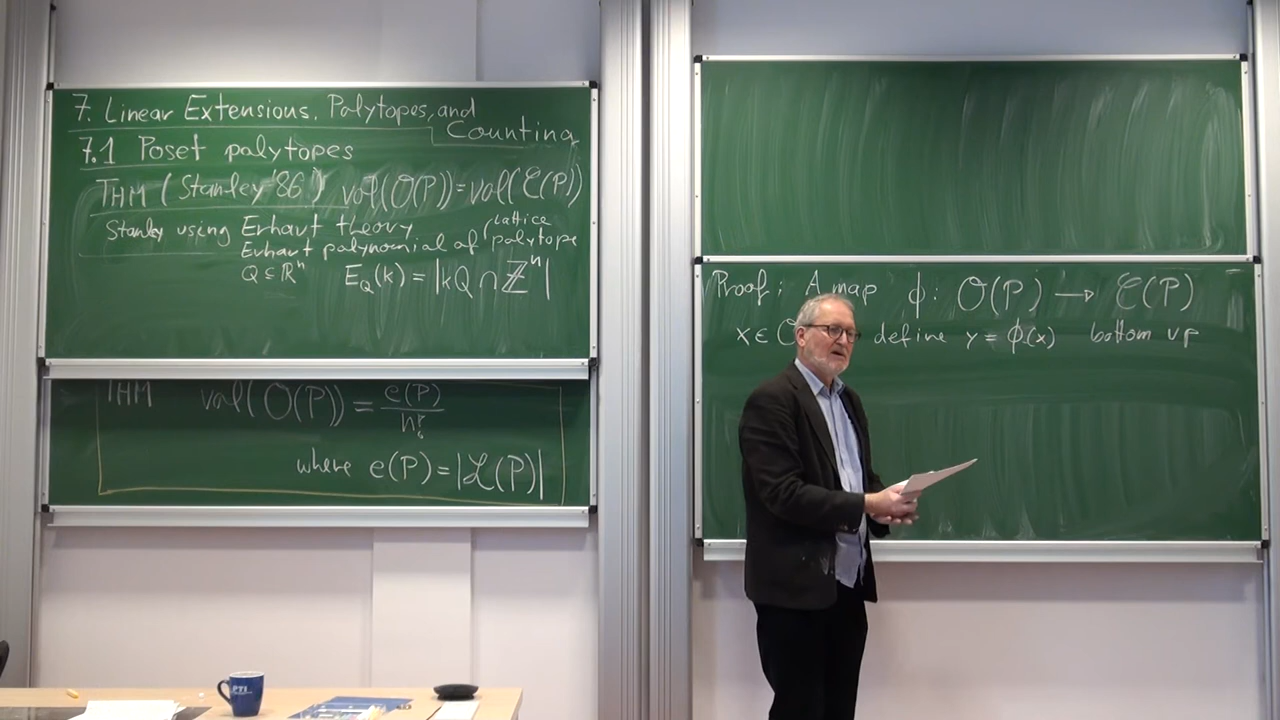 7. Linear Extensions, Polytopes, and
Counting
7.1 Poset polytopes
THM (Stanley '86) vol(O(P)) = vol(C(P))
Stanley using Erhart theory
Erhart polynomial of lattice polytope
Q ⊆ ℝⁿ E_Q(k) = |kQ ∩ ℤⁿ|
THM vol(O(P)) = e(P)/n!
where e(P) = |L(P)|
Proof: A map ϕ: O(P) → C(P)
x ∈ define y = ϕ(x) bottom up
PTI